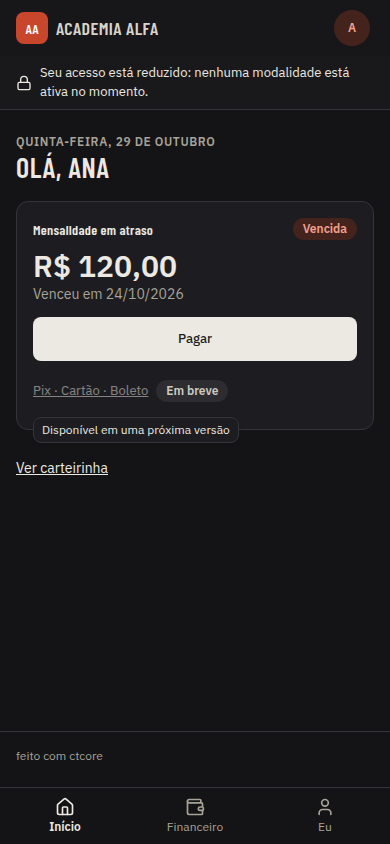 AA ACADEMIA ALFA A
Seu acesso está reduzido: nenhuma modalidade está
ativa no momento.
QUINTA-FEIRA, 29 DE OUTUBRO
OLÁ, ANA
Mensalidade em atraso Vencida
R$ 120,00
Venceu em 24/10/2026
Pagar
Pix · Cartão · Boleto Em breve
Disponível em uma próxima versão
Ver carteirinha
feito com ctcore
Início Financeiro Eu